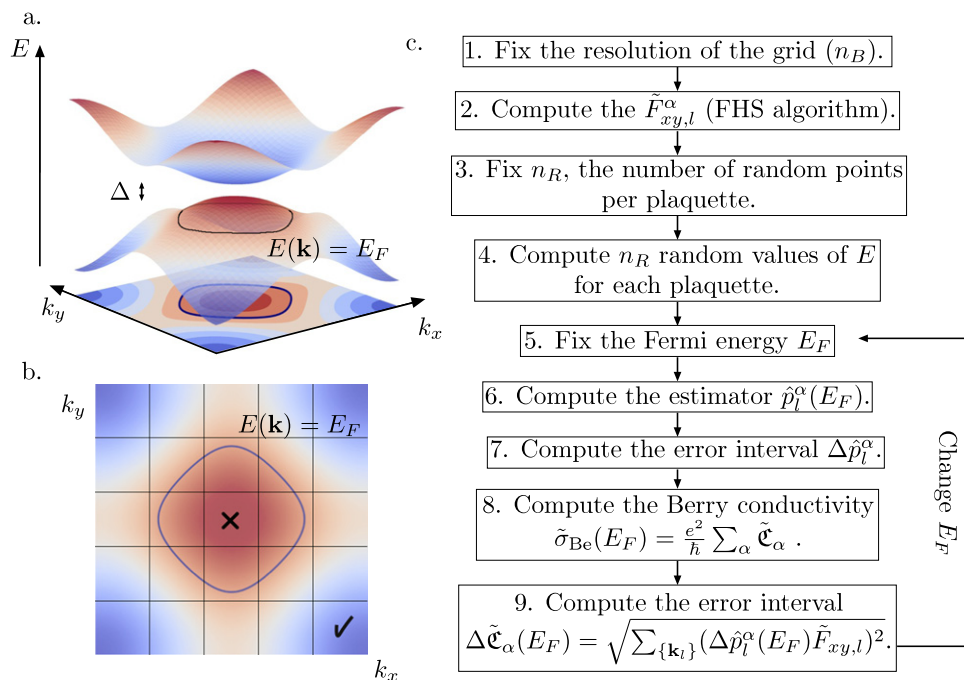 a.
E
Δ
E(𝐤) = E_F
k_y
k_x
b.
k_y
E(𝐤) = E_F
k_x
c.
1. Fix the resolution of the grid (n_B).
2. Compute the F̃^α_{xy,l} (FHS algorithm).
3. Fix n_R, the number of random points
per plaquette.
4. Compute n_R random values of E
for each plaquette.
5. Fix the Fermi energy E_F
6. Compute the estimator p̂^α_l(E_F).
7. Compute the error interval Δp̂^α_l.
8. Compute the Berry conductivity
σ̃_Be(E_F) = e²/ℏ ∑_α ℭ̃_α .
9. Compute the error interval
Δℭ̃_α(E_F) = √(∑_{{𝐤_l}}(Δp̂^α_l(E_F)F̃_{xy,l})²).
Change E_F